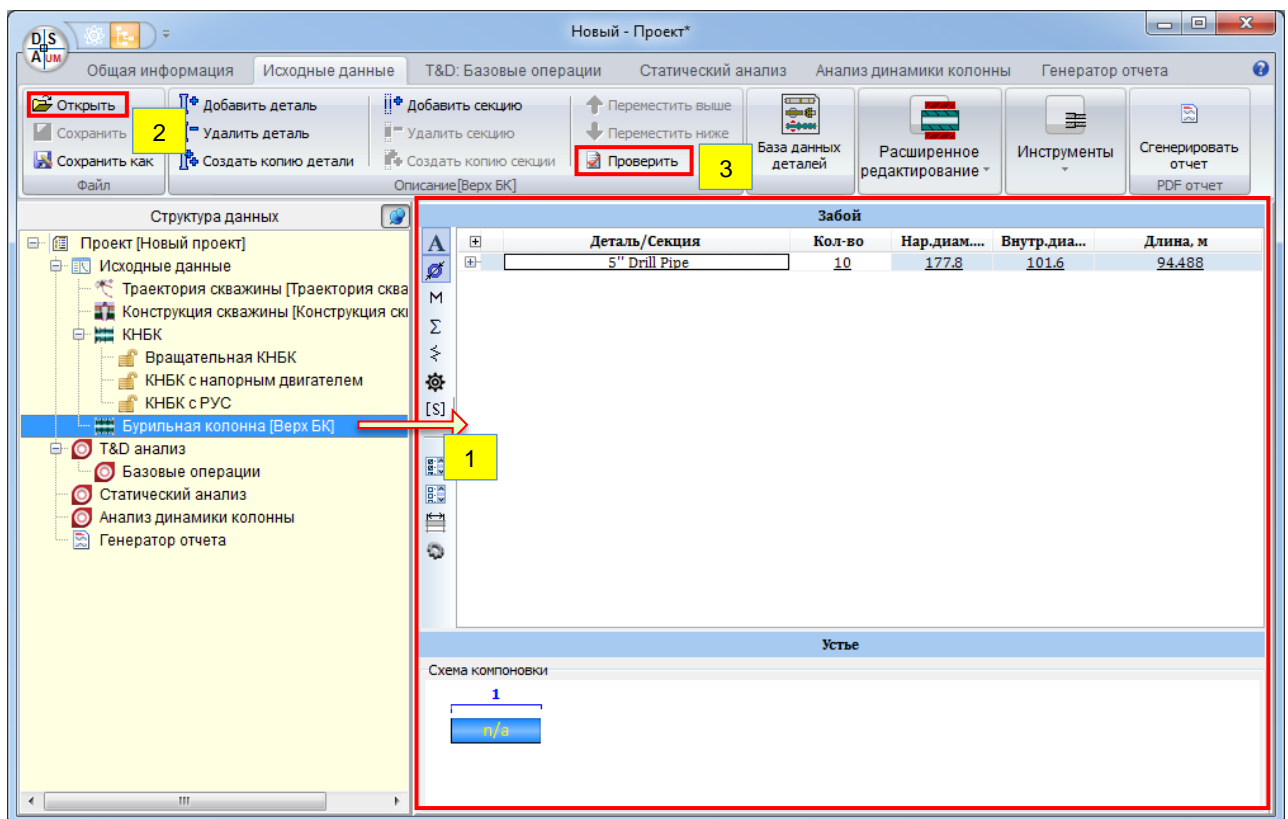 Новый - Проект*
D S
A UM
Общая информация Исходные данные T&D: Базовые операции Статический анализ Анализ динамики колонны Генератор отчета
Открыть Добавить деталь Добавить секцию Переместить выше
Сохранить 2 Удалить деталь Удалить секцию Переместить ниже
Сохранить как Создать копию детали Создать копию секции Проверить 3
База данных деталей
Расширенное редактирование
Инструменты
Сгенерировать отчет
Файл Описание[Верх БК] PDF отчет
Структура данных
Проект [Новый проект]
Исходные данные
Траектория скважины [Траектория сква
Конструкция скважины [Конструкция скв
КНБК
Вращательная КНБК
КНБК с напорным двигателем
КНБК с РУС
Бурильная колонна [Верх БК]
T&D анализ
Базовые операции
Статический анализ
Анализ динамики колонны
Генератор отчета
1
Забой
A
M
Σ
[S]
Деталь/Секция Кол-во Нар.диам.... Внутр.диа... Длина, м
5'' Drill Pipe 10 177.8 101.6 94.488
Устье
Схема компоновки
1
n/a